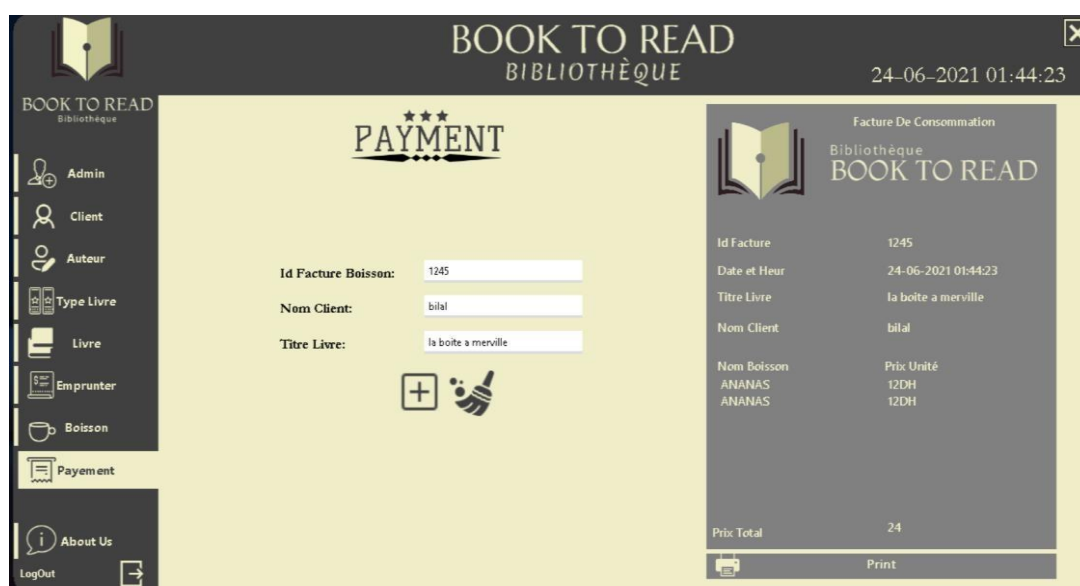 BOOK TO READ
BIBLIOTHÈQUE
24-06-2021 01:44:23
BOOK TO READ
Bibliothèque
Admin
Client
Auteur
Type Livre
Livre
Emprunter
Boisson
Payement
About Us
LogOut
PAYMENT
Id Facture Boisson: 1245
Nom Client: bilal
Titre Livre: la boite a merville
Facture De Consommation
Bibliothèque
BOOK TO READ
Id Facture 1245
Date et Heur 24-06-2021 01:44:23
Titre Livre la boite a merville
Nom Client bilal
Nom Boisson Prix Unité
ANANAS 12DH
ANANAS 12DH
Prix Total 24
Print